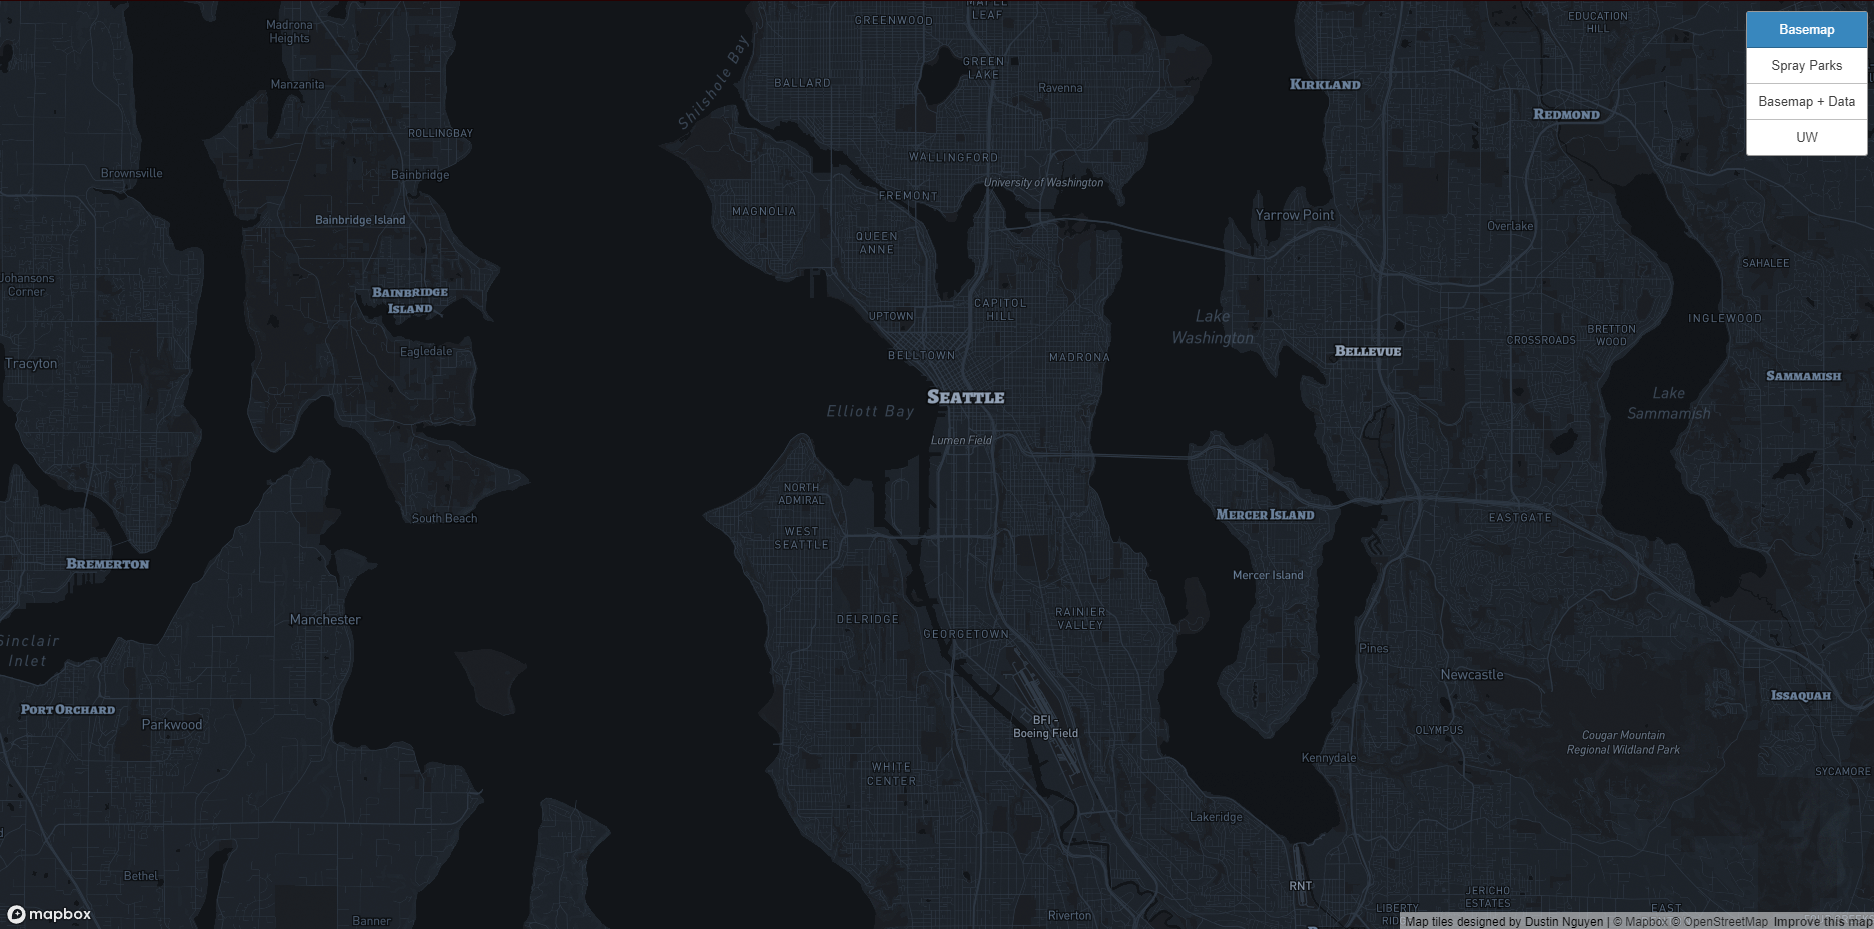 Madrona
Heights
GREENWOOD
MAPLE
LEAF
EDUCATION
HILL
Basemap
Spray Parks
Basemap + Data
UW
Manzanita
Shilshole Bay
BALLARD
GREEN
LAKE
Ravenna
KIRKLAND
REDMOND
ROLLINGBAY
WALLINGFORD
Brownsville
Bainbridge
University of Washington
FREMONT
Bainbridge Island
MAGNOLIA
Yarrow Point
Overlake
QUEEN
ANNE
SAHALEE
Johansons
Corner
BAINBRIDGE
ISLAND
UPTOWN
CAPITOL
HILL
Lake
Washington
INGLEWOOD
BRETTON
WOOD
CROSSROADS
Eagledale
BELLTOWN
MADRONA
BELLEVUE
Tracyton
SAMMAMISH
SEATTLE
Elliott Bay
Lake
Sammamish
Lumen Field
NORTH
ADMIRAL
South Beach
MERCER ISLAND
EASTGATE
WEST
SEATTLE
BREMERTON
Mercer Island
Manchester
DELRIDGE
GEORGETOWN
RAINIER
VALLEY
Sinclair
Inlet
Pines
Newcastle
PORT ORCHARD
Parkwood
BFI -
Boeing Field
OLYMPUS
Cougar Mountain
Regional Wildland Park
ISSAQUAH
WHITE
CENTER
Kennydale
SYCAMORE
Lakeridge
Bethel
RNT
JERICHO
ESTATES
LIBERTY
RID
EAST
Banner
Riverton
mapbox
Map tiles designed by Dustin Nguyen | © Mapbox © OpenStreetMap Improve this map